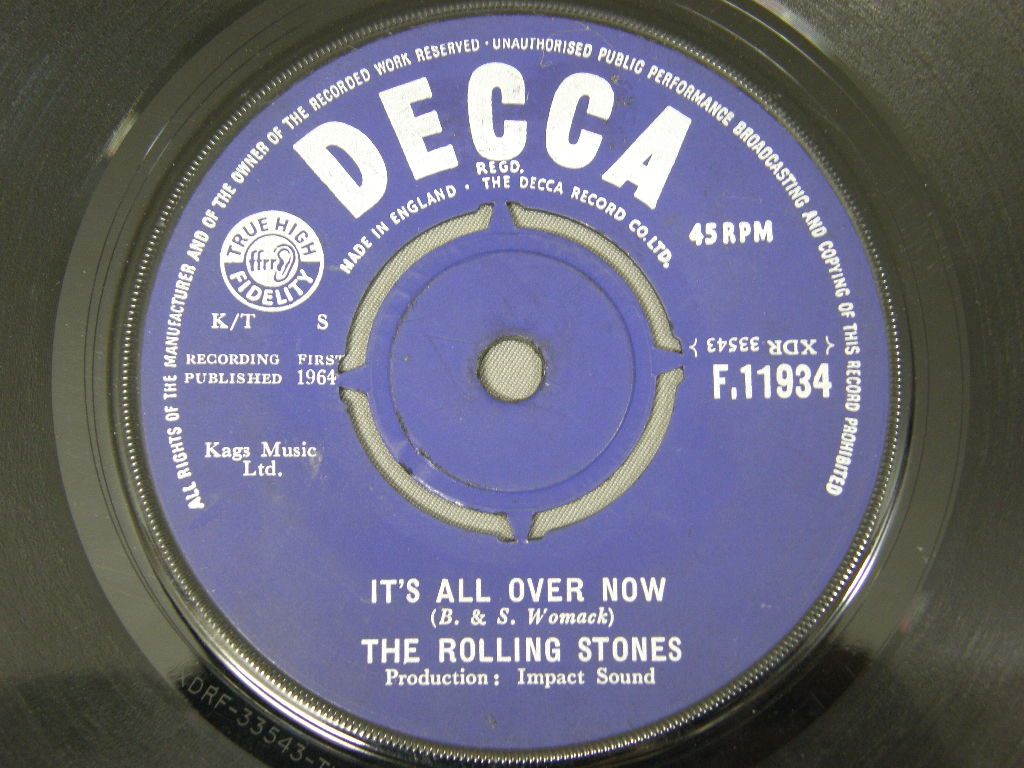 ALL RIGHTS OF THE MANUFACTURER AND OF THE OWNER OF THE RECORDED WORK RESERVED · UNAUTHORISED PUBLIC PERFORMANCE BROADCASTING AND COPYING OF THIS RECORD PROHIBITED
DECCA
REGD.
MADE IN ENGLAND · THE DECCA RECORD CO. LTD.
45 RPM
TRUE HIGH
ffrr
FIDELITY
K/T S
RECORDING FIRST
PUBLISHED 1964
{ XDR 33543 }
F.11934
Kags Music
Ltd.
IT'S ALL OVER NOW
(B. & S. Womack)
THE ROLLING STONES
Production: Impact Sound
XDRF-33543-T